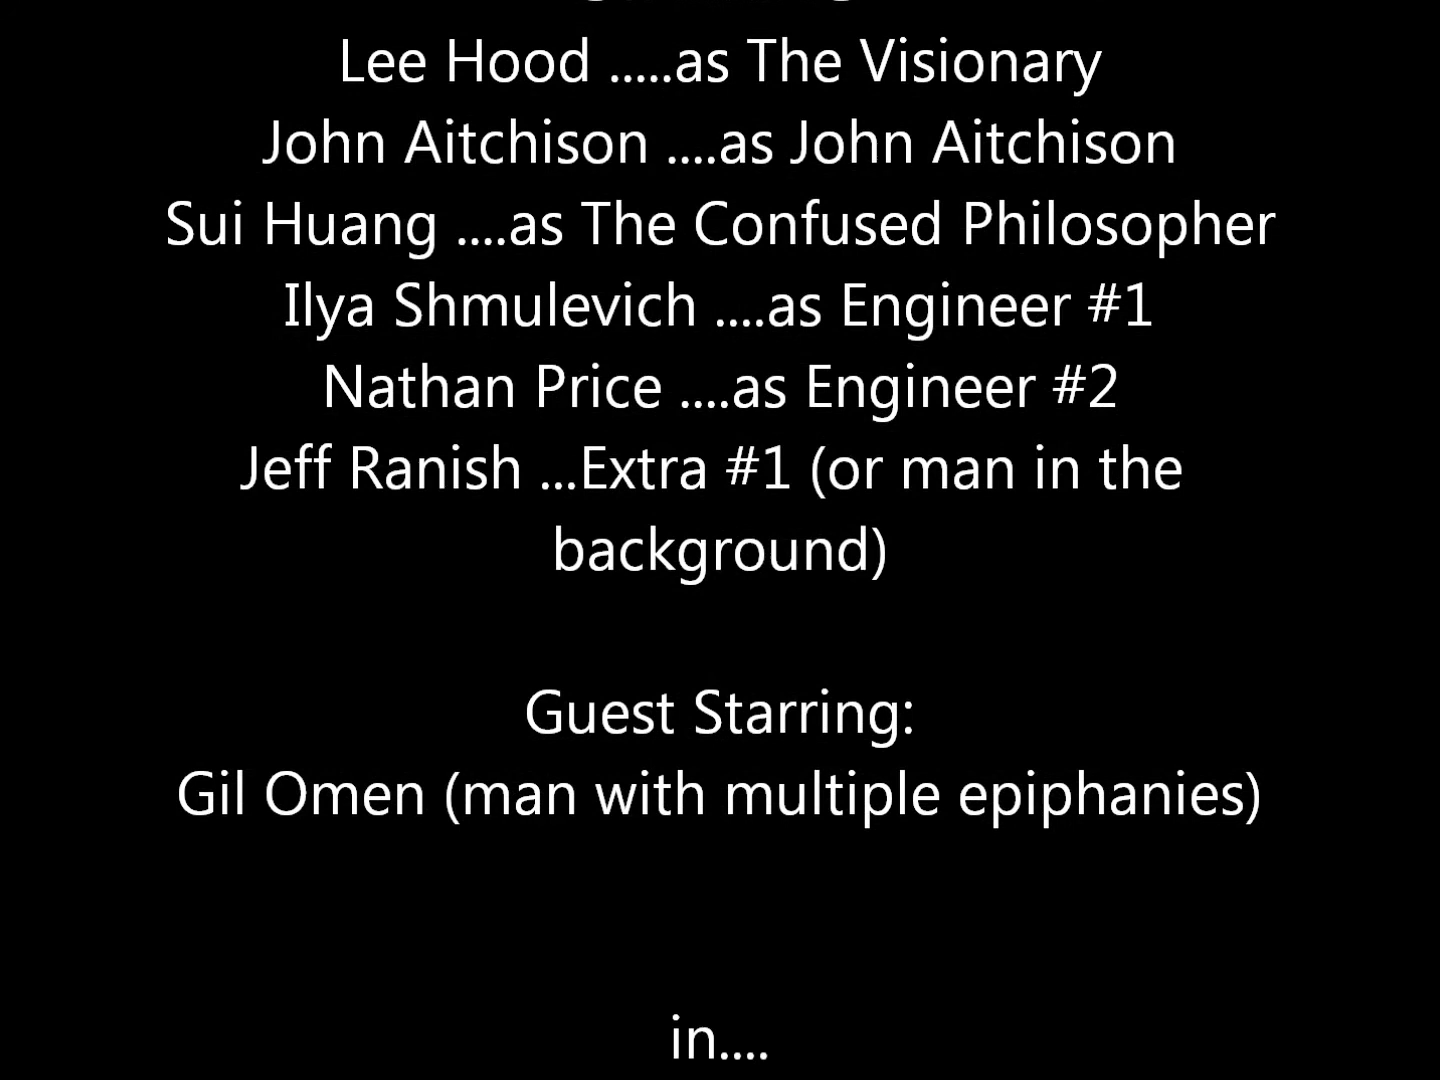 Lee Hood .....as The Visionary
John Aitchison ....as John Aitchison
Sui Huang ....as The Confused Philosopher
Ilya Shmulevich ....as Engineer #1
Nathan Price ....as Engineer #2
Jeff Ranish ...Extra #1 (or man in the
background)
Guest Starring:
Gil Omen (man with multiple epiphanies)
in....